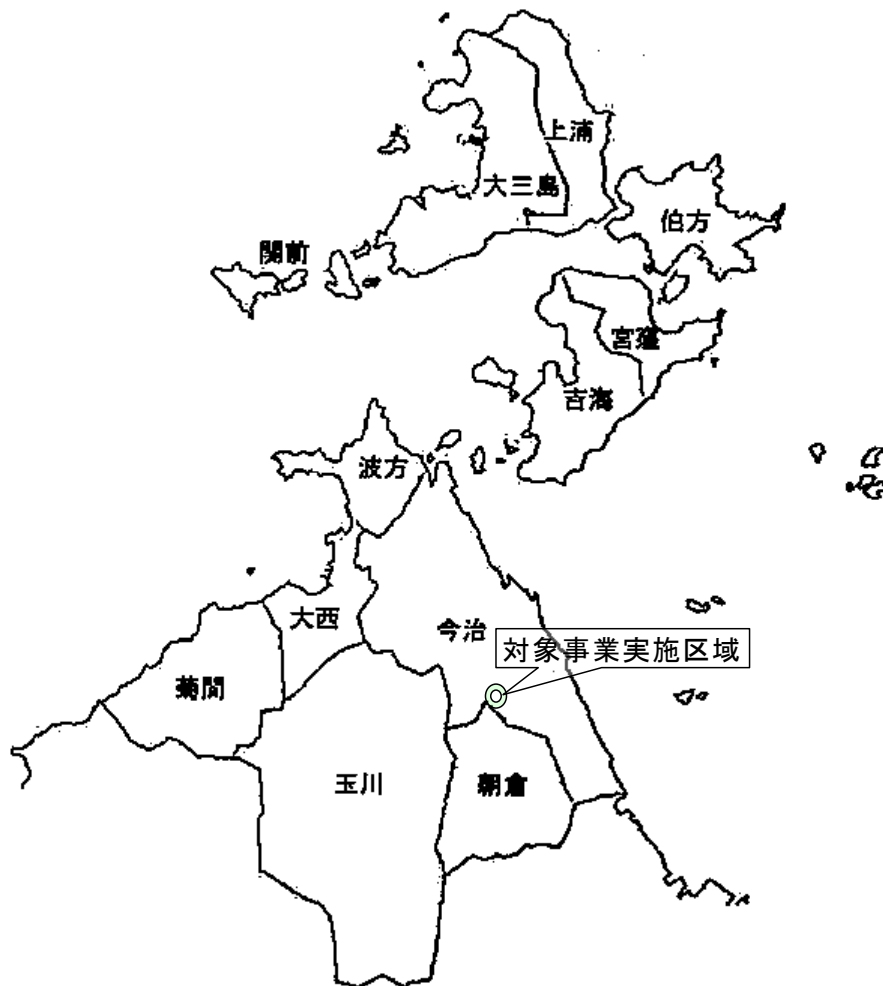 上浦
大三島
伯方
関前
宮窪
吉海
波方
大西
今治
対象事業実施区域
菊間
玉川
朝倉